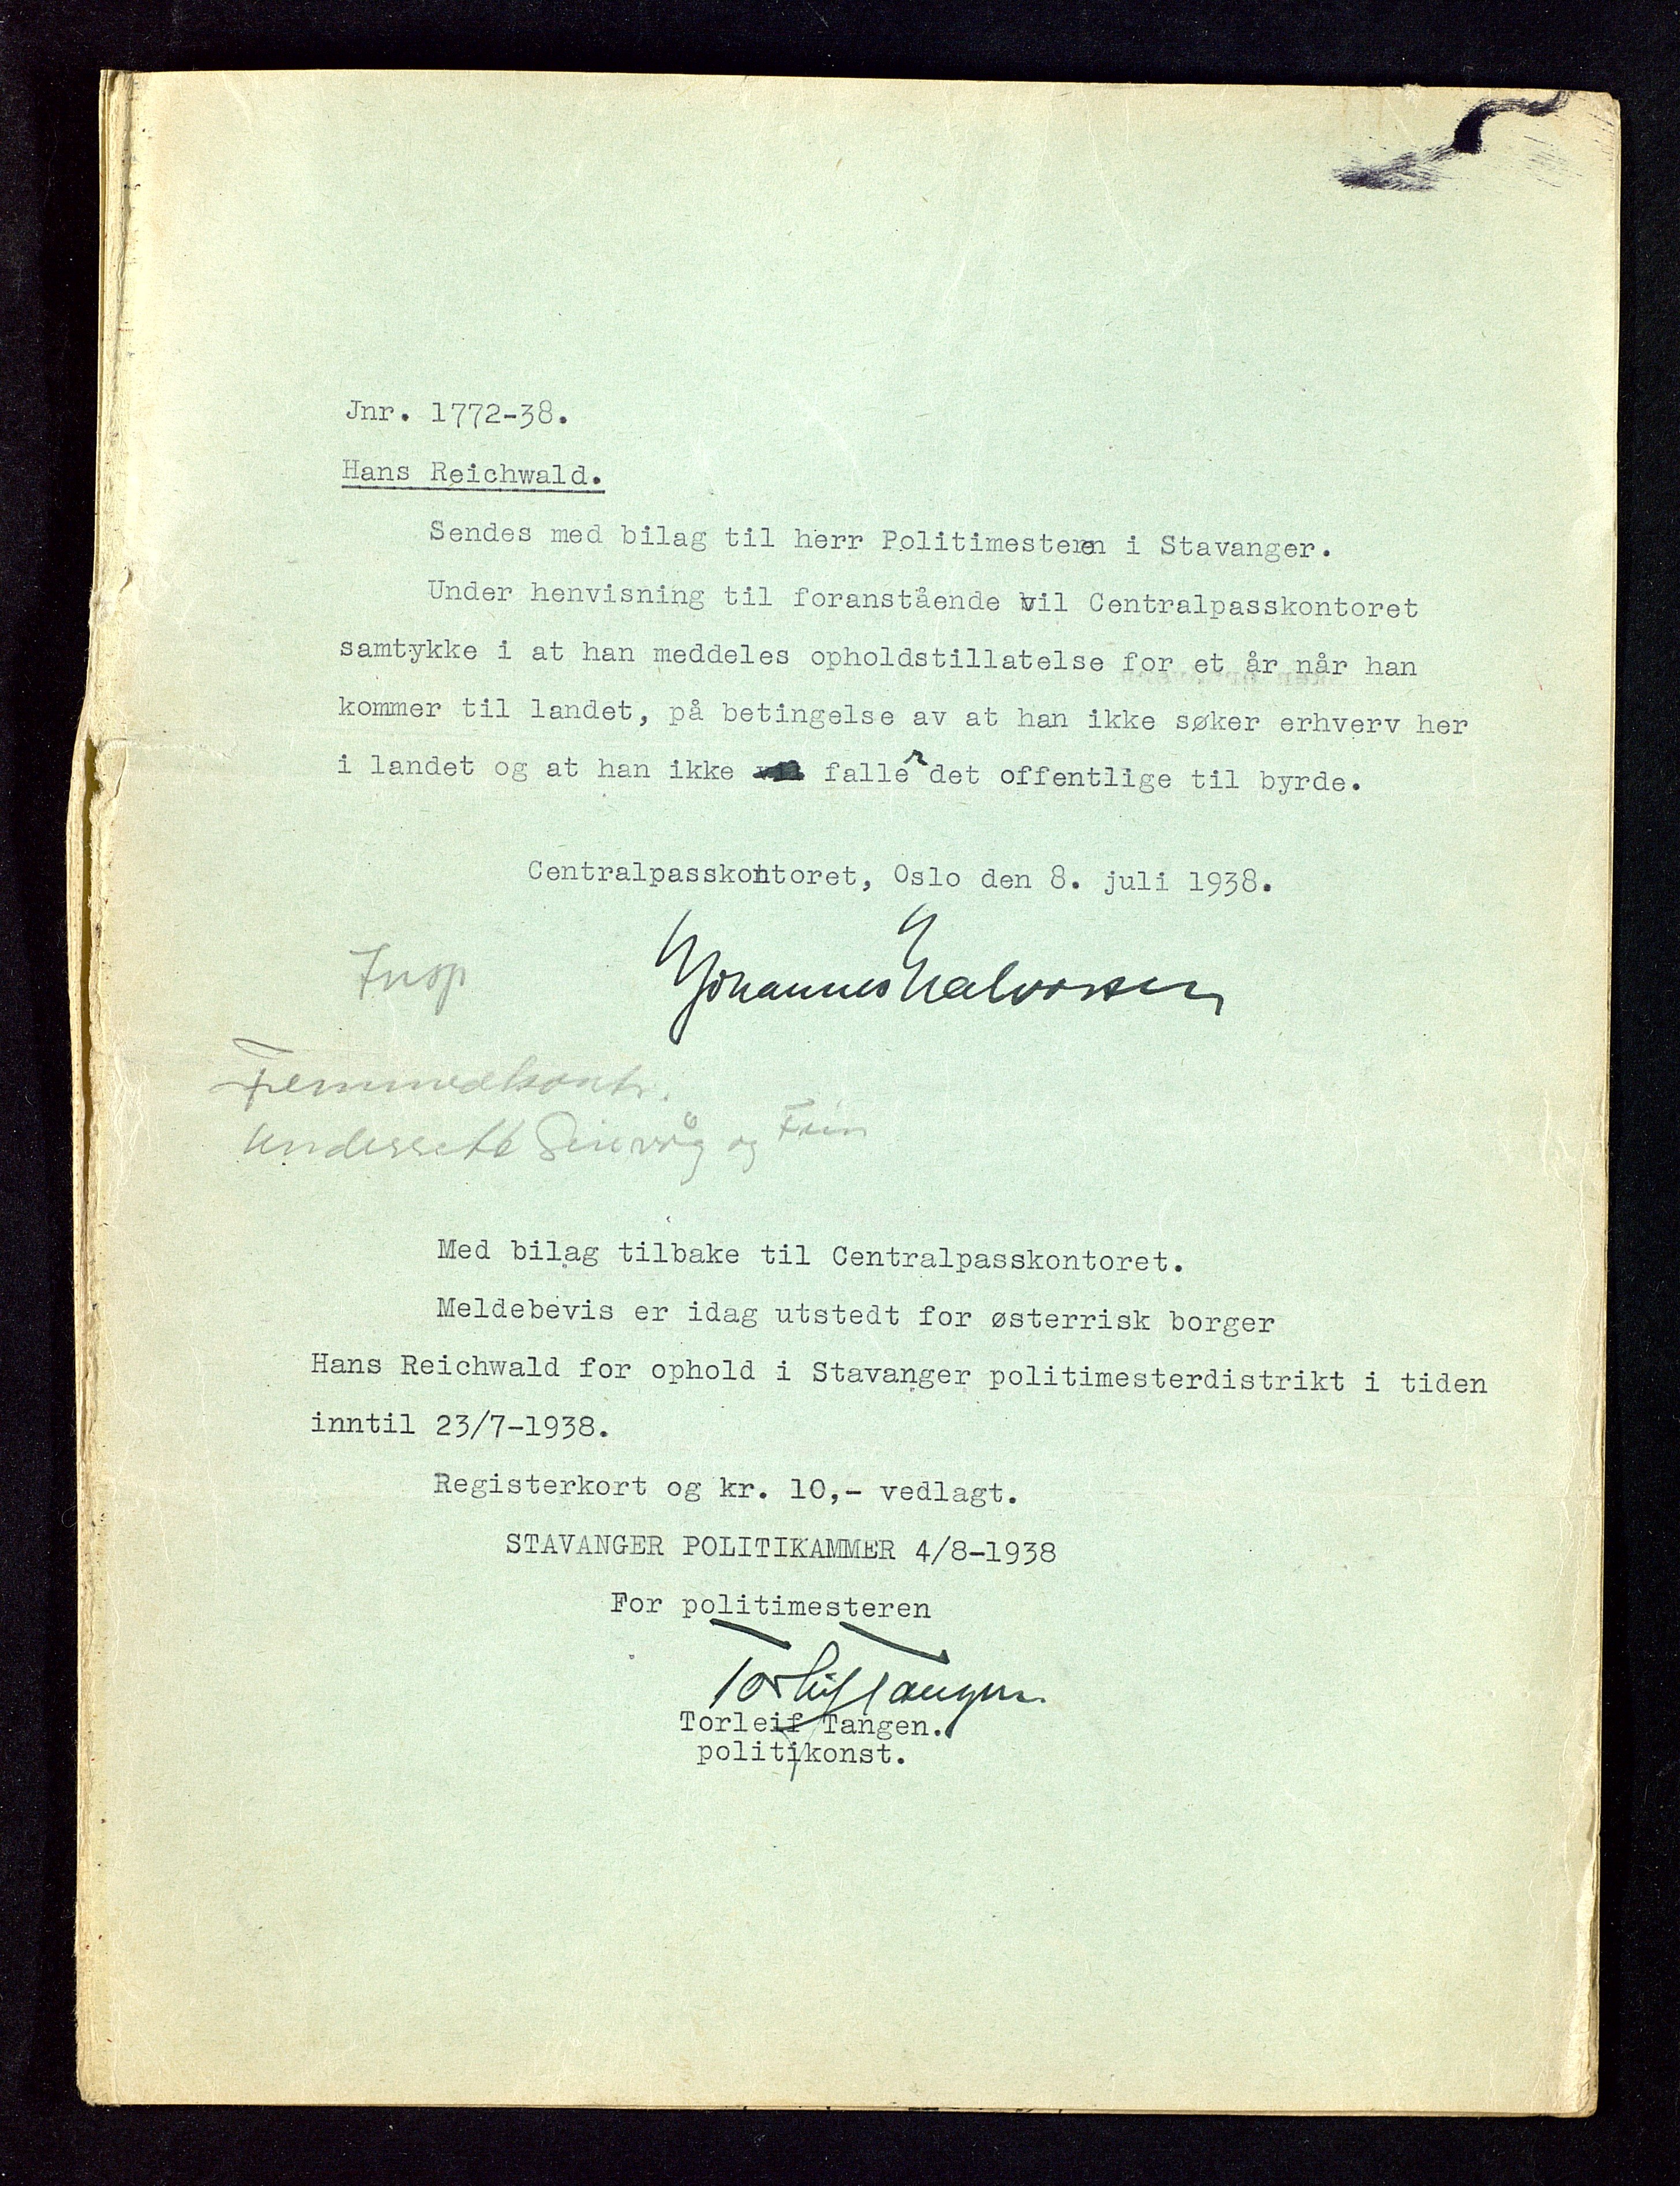 Jnr. 1772-38.
Hans Reichwald.
Sendes med bilag til herr Politimesteren i Stavanger.
Under henvisning til foranstående vil Centralpasskontoret
samtykke i at han meddeles opholdstillatelse for et år når han
kommer til landet, på betingelse av at han ikke søker erhverv her
i landet og at han ikke faller det offentlige til byrde.
Centralpasskontoret, Oslo den 8. juli 1938.
Johannes Halvorsen
Insp
Fremmedkontr.
Underrette og
Med bilag tilbake til Centralpasskontoret.
Meldebevis er idag utstedt for østerrisk borger
Hans Reichwald for ophold i Stavanger politimesterdistrikt i tiden
inntil 23/7-1938.
Registerkort og kr. 10,- vedlagt.
STAVANGER POLITIKAMMER 4/8-1938
For politimesteren
Torleif Tangen
Torleif Tangen.
politikonst.